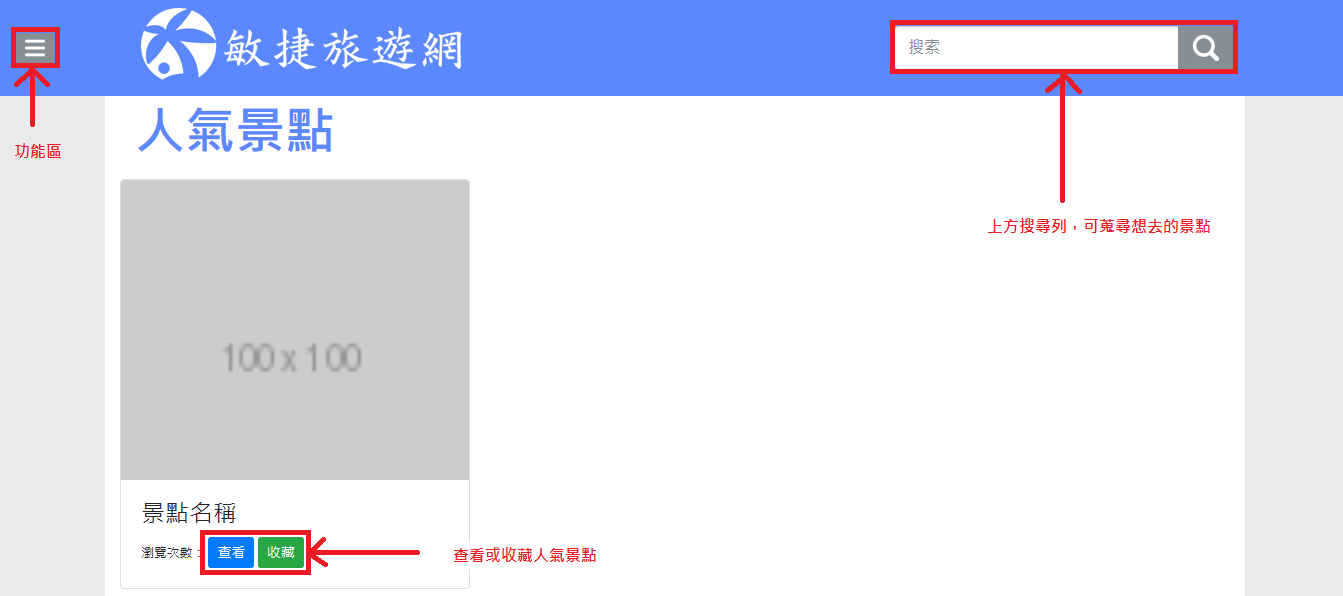 敏捷旅遊網
搜索
功能區
人氣景點
上方搜尋列，可蒐尋想去的景點
100 x 100
景點名稱
瀏覽次數： 查看 收藏
查看或收藏人氣景點